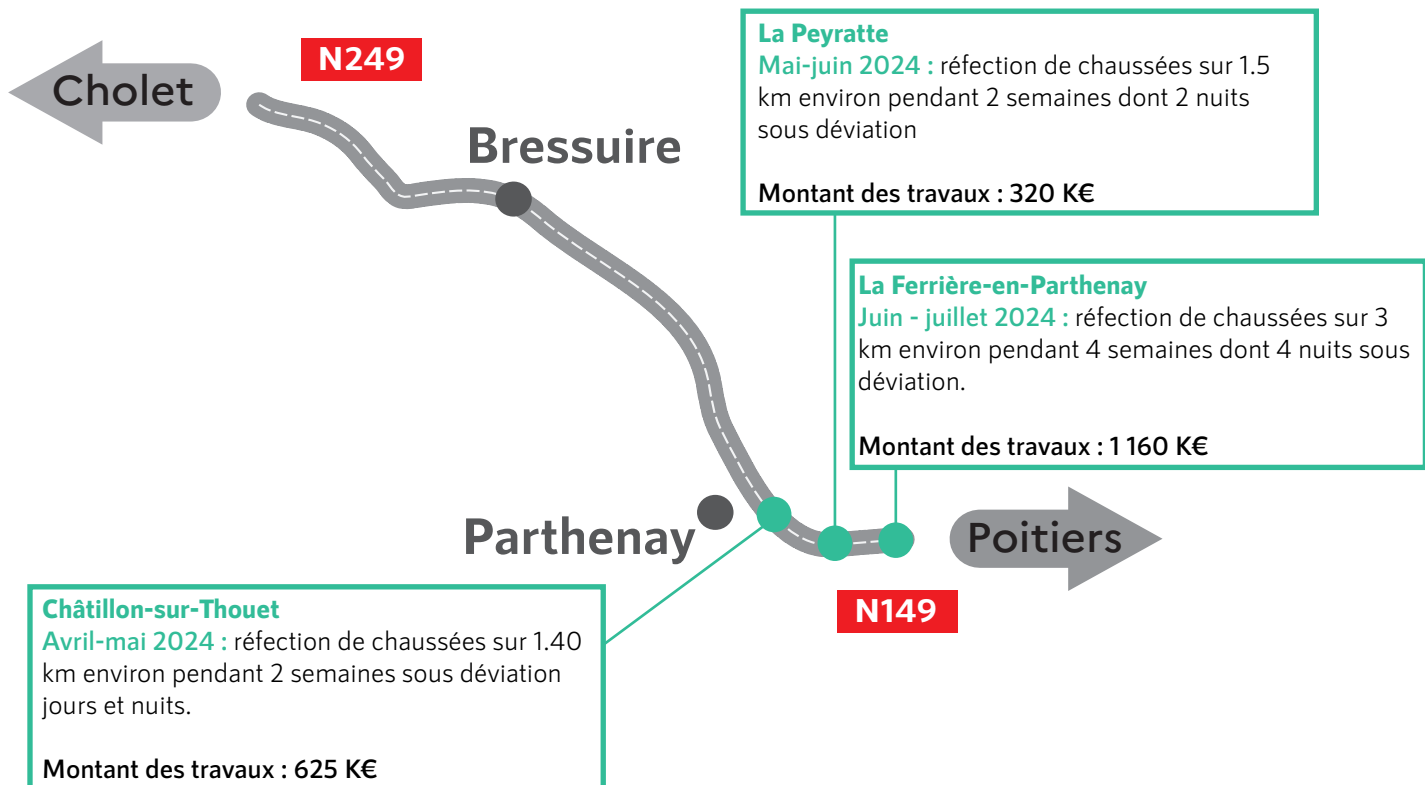 N249
Cholet
Bressuire
La Peyratte
Mai-juin 2024 : réfection de chaussées sur 1.5
km environ pendant 2 semaines dont 2 nuits
sous déviation
Montant des travaux : 320 K€
La Ferrière-en-Parthenay
Juin - juillet 2024 : réfection de chaussées sur 3
km environ pendant 4 semaines dont 4 nuits sous
déviation.
Montant des travaux : 1 160 K€
Parthenay
Poitiers
N149
Châtillon-sur-Thouet
Avril-mai 2024 : réfection de chaussées sur 1.40
km environ pendant 2 semaines sous déviation
jours et nuits.
Montant des travaux : 625 K€